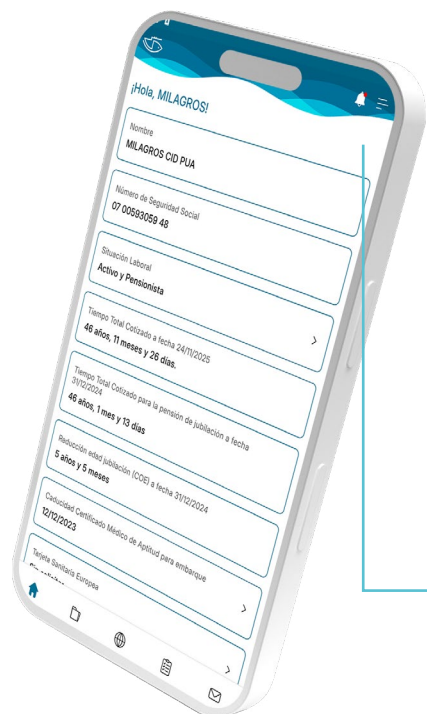 ¡Hola, MILAGROS!
Nombre
MILAGROS CID PUA
Número de Seguridad Social
07 00593059 48
Situación Laboral
Activo y Pensionista
Tiempo Total Cotizado a fecha 24/11/2025
46 años, 11 meses y 26 días.
Tiempo Total Cotizado para la pensión de jubilación a fecha
31/12/2024
46 años, 1 mes y 13 días
Reducción edad jubilación (COE) a fecha 31/12/2024
5 años y 5 meses
Caducidad Certificado Médico de Aptitud para embarque
12/12/2023
Tarjeta Sanitaria Europea